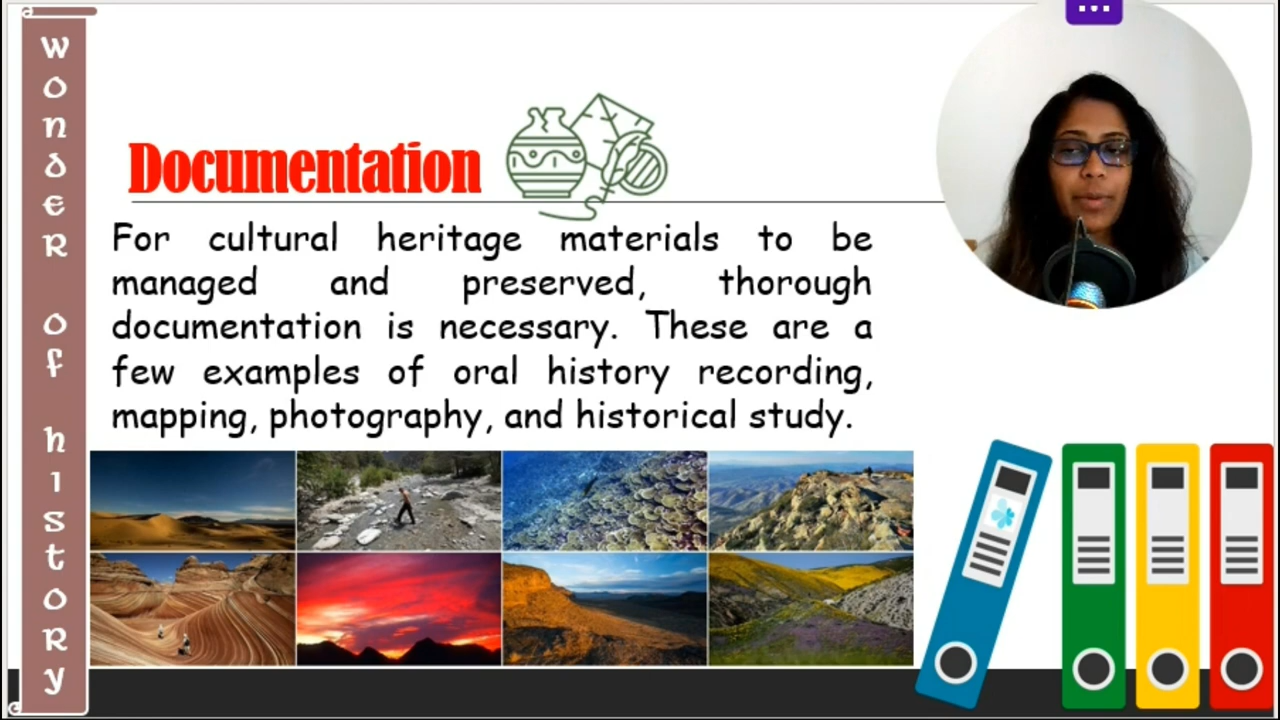 WONDER OF HISTORY
Documentation
For cultural heritage materials to be
managed and preserved, thorough
documentation is necessary. These are a
few examples of oral history recording,
mapping, photography, and historical study.